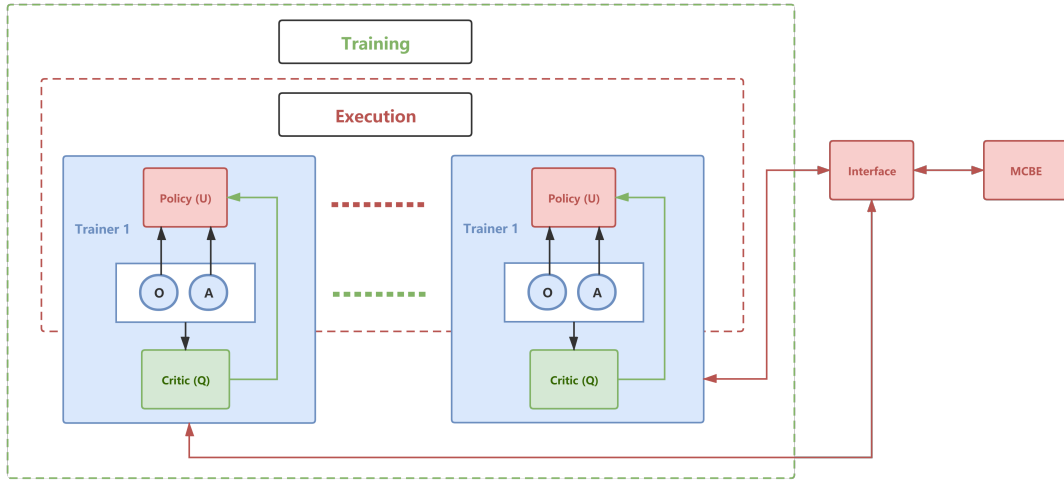 Training
Execution
Policy (U)
Trainer 1
O
A
Critic (Q)
Policy (U)
Trainer 1
O
A
Critic (Q)
Interface
MCBE